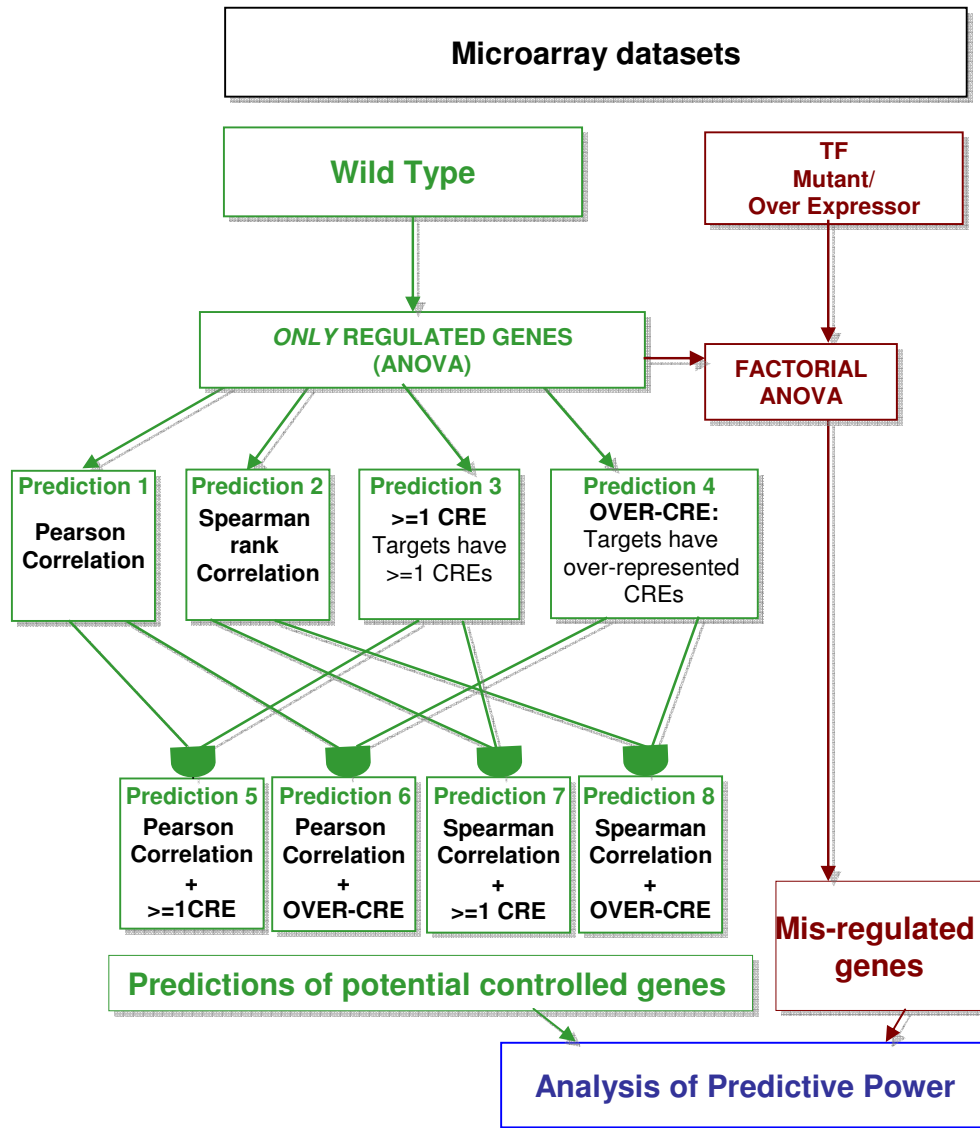 Microarray datasets
Wild Type
TF
Mutant/
Over Expressor
ONLY REGULATED GENES
(ANOVA)
FACTORIAL
ANOVA
Prediction 1
Pearson
Correlation
Prediction 2
Spearman
rank
Correlation
Prediction 3
>=1 CRE
Targets have
>=1 CREs
Prediction 4
OVER-CRE:
Targets have
over-represented
CREs
Prediction 5
Pearson
Correlation
+
>=1CRE
Prediction 6
Pearson
Correlation
+
OVER-CRE
Prediction 7
Spearman
Correlation
+
>=1 CRE
Prediction 8
Spearman
Correlation
+
OVER-CRE
Mis-regulated
genes
Predictions of potential controlled genes
Analysis of Predictive Power